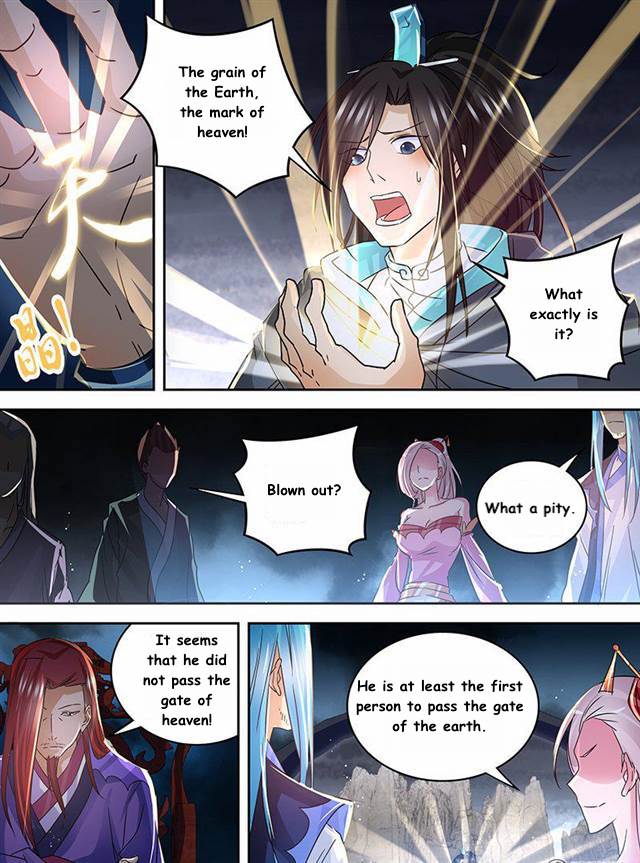 The grain of
the Earth,
the mark of
heaven!
天
What
exactly is
it?
Blown out?
What a pity.
It seems
that he did
not pass the
gate of
heaven!
He is at least the first
person to pass the gate
of the earth.